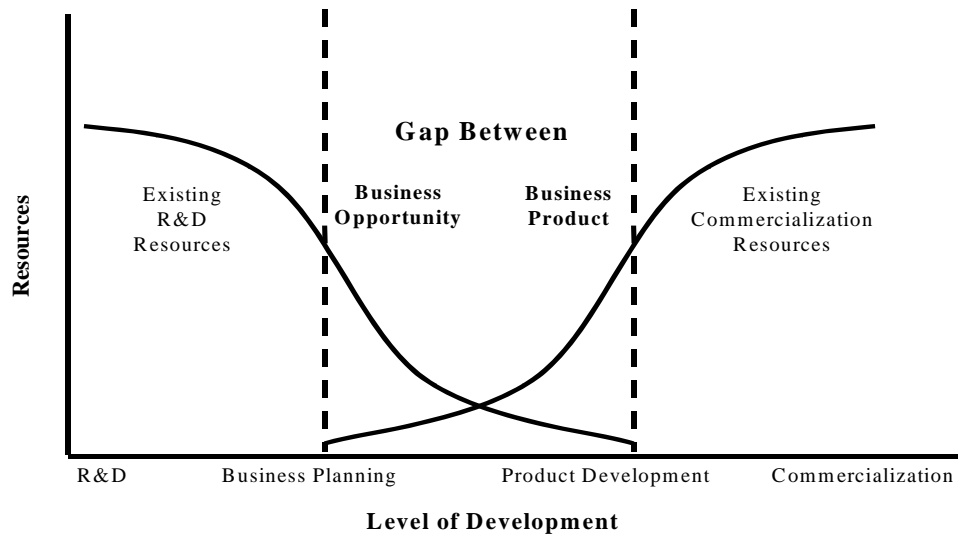 Gap Between
Business
Opportunity
Business
Product
Existing
R&D
Resources
Existing
Commercialization
Resources
Resources
R&D
Business Planning
Product Development
Commercialization
Level of Development